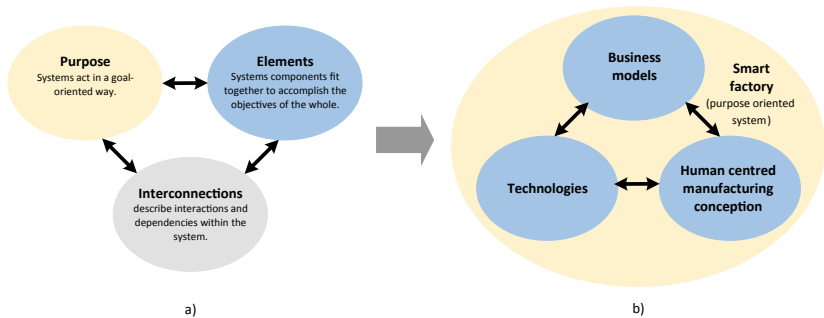 Purpose
Systems act in a goal-
oriented way.
Elements
Systems components fit
together to accomplish the
objectives of the whole.
Interconnections
describe interactions and
dependencies within the
system.
a)
Business
models
Smart
factory
(purpose oriented
system)
Technologies
Human centred
manufacturing
conception
b)